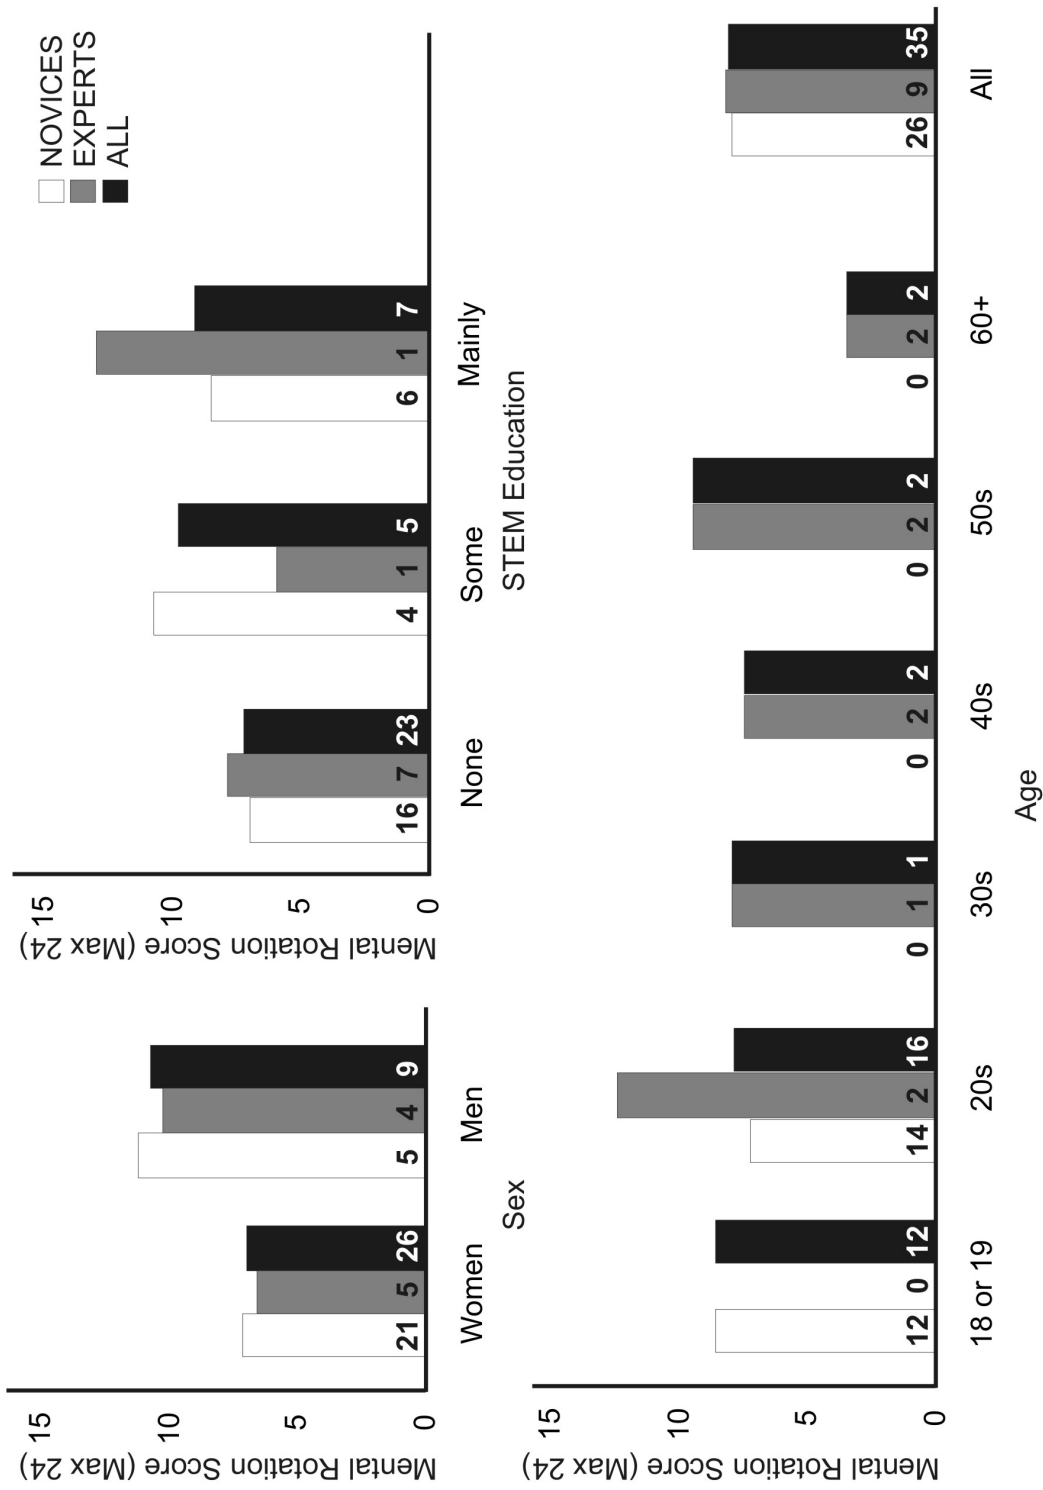 Mental Rotation Score (Max 24)
15
10
5
0
21
5
26
5
4
9
Women
Men
Sex
Mental Rotation Score (Max 24)
15
10
5
0
16
7
23
4
1
5
6
1
7
None
Some
Mainly
STEM Education
NOVICES
EXPERTS
ALL
Mental Rotation Score (Max 24)
15
10
5
0
12
0
12
14
2
16
0
1
1
0
2
2
0
2
2
0
2
2
26
9
35
18 or 19
20s
30s
40s
50s
60+
All
Age